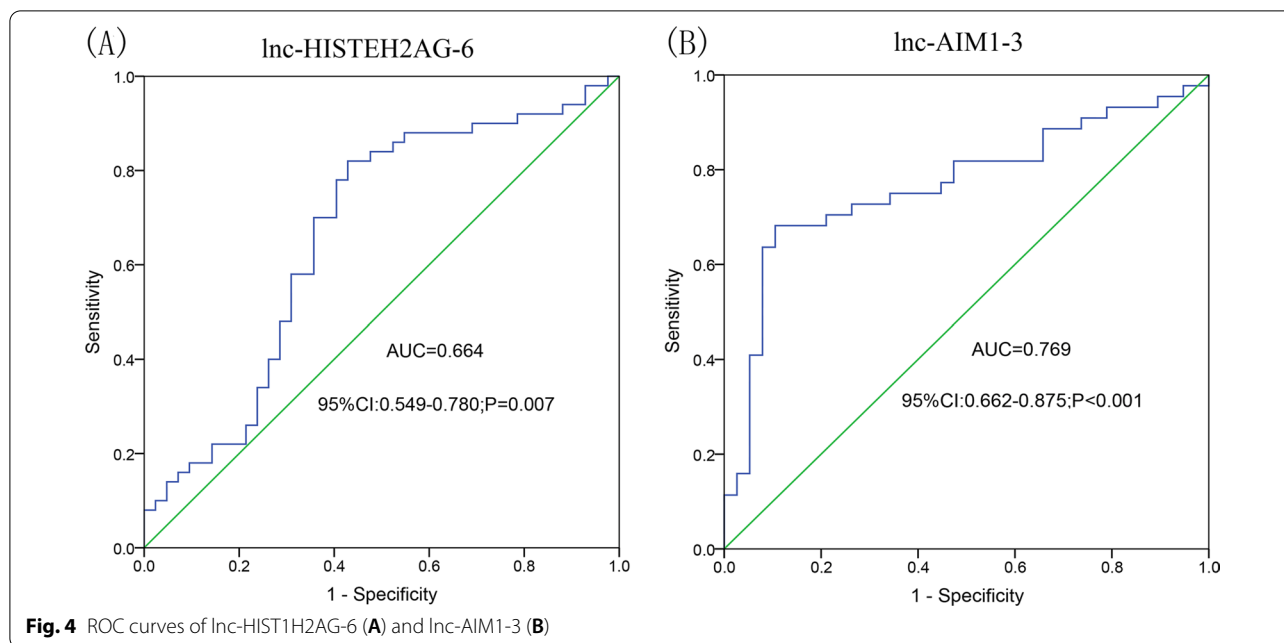 (A)
lnc-HISTEH2AG-6
1.0
0.8
0.6
0.4
0.2
0.0
Sensitivity
AUC=0.664
95%CI:0.549-0.780;P=0.007
0.0 0.2 0.4 0.6 0.8 1.0
1 - Specificity
(B)
lnc-AIM1-3
1.0
0.8
0.6
0.4
0.2
0.0
Sensitivity
AUC=0.769
95%CI:0.662-0.875;P<0.001
0.0 0.2 0.4 0.6 0.8 1.0
1 - Specificity
Fig. 4 ROC curves of lnc-HIST1H2AG-6 (A) and lnc-AIM1-3 (B)